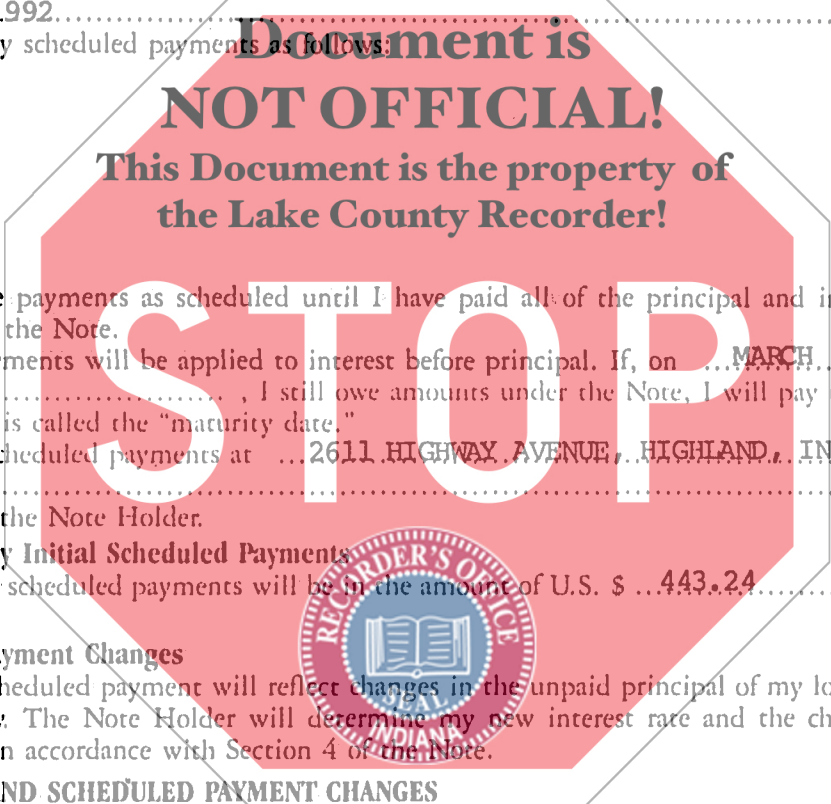 992
y scheduled payments as follows:
Document is
NOT OFFICIAL!
This Document is the property of
the Lake County Recorder!
STOP
payments as scheduled until I have paid all of the principal and
the Note.
ments will be applied to interest before principal. If, on ...MARCH
, I still owe amounts under the Note, I will pay
is called the "maturity date."
heduled payments at ...2611 HIGHWAY AVENUE, HIGHLAND, IN
the Note Holder.
y Initial Scheduled Payments
scheduled payments will be in the amount of U.S. $ ...443.24
RECORDER'S OFFICE
SEAL
INDIANA
yment Changes
heduled payment will reflect changes in the unpaid principal of my lo
. The Note Holder will determine my new interest rate and the ch
n accordance with Section 4 of the Note.
ND SCHEDULED PAYMENT CHANGES